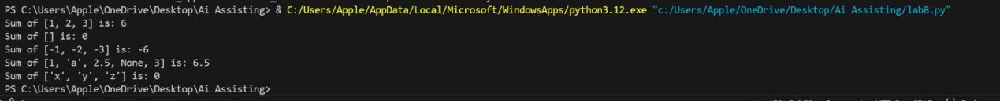 PS C:\Users\Apple\OneDrive\Desktop\Ai Assisting> & C:/Users/Apple/AppData/Local/Microsoft/WindowsApps/python3.12.exe "c:/Users/Apple/OneDrive/Desktop/Ai Assisting/lab8.py"
Sum of [1, 2, 3] is: 6
Sum of [] is: 0
Sum of [-1, -2, -3] is: -6
Sum of [1, 'a', 2.5, None, 3] is: 6.5
Sum of ['x', 'y', 'z'] is: 0
PS C:\Users\Apple\OneDrive\Desktop\Ai Assisting>